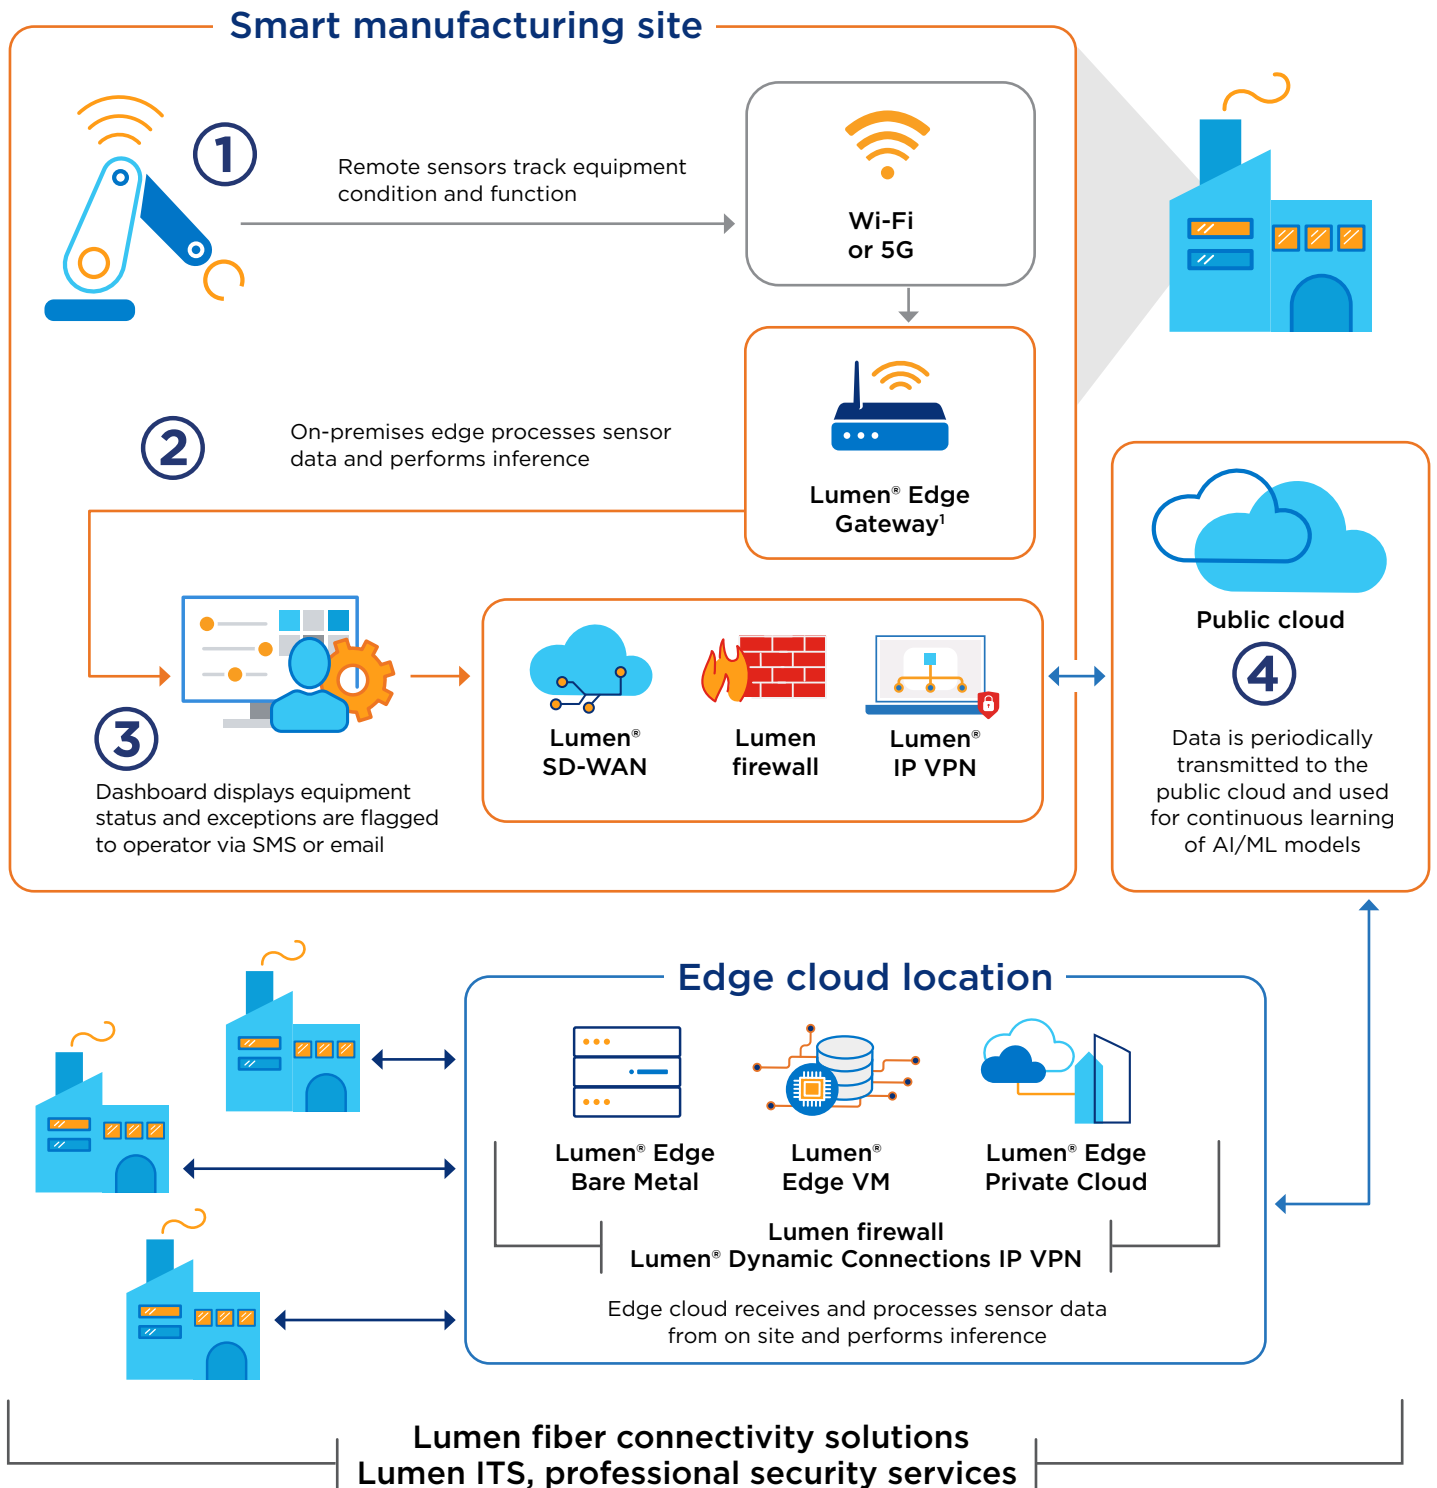 Smart manufacturing site
1
Remote sensors track equipment
condition and function
Wi-Fi
or 5G
2
On-premises edge processes sensor
data and performs inference
Lumen® Edge
Gateway¹
3
Dashboard displays equipment
status and exceptions are flagged
to operator via SMS or email
Lumen®
SD-WAN
Lumen
firewall
Lumen®
IP VPN
Public cloud
4
Data is periodically
transmitted to the
public cloud and used
for continuous learning
of AI/ML models
Edge cloud location
Lumen® Edge
Bare Metal
Lumen®
Edge VM
Lumen® Edge
Private Cloud
Lumen firewall
Lumen® Dynamic Connections IP VPN
Edge cloud receives and processes sensor data
from on site and performs inference
Lumen fiber connectivity solutions
Lumen ITS, professional security services